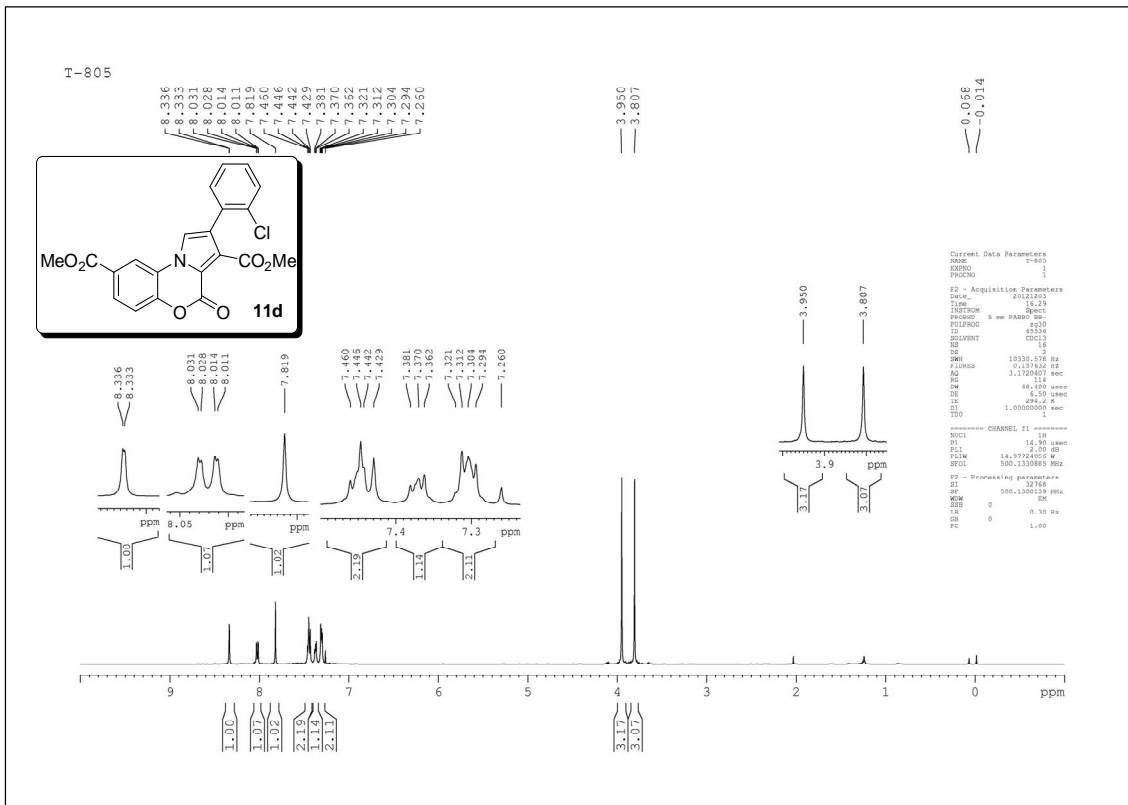 T-805
8.336
8.333
8.031
8.028
8.014
8.011
7.819
7.460
7.446
7.442
7.429
7.381
7.370
7.362
7.321
7.312
7.304
7.294
7.260
3.950
3.807
0.068
-0.014
Cl
MeO₂C
N
CO₂Me
O
O
11d
8.336
8.333
8.031
8.028
8.014
8.011
7.819
7.460
7.445
7.442
7.429
7.381
7.370
7.362
7.321
7.312
7.304
7.294
7.260
3.950
3.807
ppm
8.05 ppm
ppm
7.4 7.3 ppm
3.9 ppm
1.00
1.07
1.02
2.19
1.14
2.11
3.17
3.07
Current Data Parameters
NAME T-805
EXPNO 1
PROCNO 1
F2 - Acquisition Parameters
Date_ 20121203
Time 16.29
INSTRUM Spect
PROBHD 5 mm PABBO BB-
PULPROG zg30
TD 65536
SOLVENT CDCl3
NS 16
DS 2
SWH 10330.578 Hz
FIDRES 0.157632 Hz
AQ 3.1720407 sec
RG 114
DW 48.400 usec
DE 6.50 usec
TE 294.2 K
D1 1.00000000 sec
TD0 1
======== CHANNEL f1 ========
NUC1 1H
P1 14.90 usec
PL1 2.00 dB
PL1W 14.97724056 W
SFO1 500.1330885 MHz
F2 - Processing parameters
SI 32768
SF 500.1300139 MHz
WDW EM
SSB 0
LB 0.30 Hz
GB 0
PC 1.00
9 8 7 6 5 4 3 2 1 0 ppm
1.00
1.07
1.02
2.19
1.14
2.11
3.17
3.07